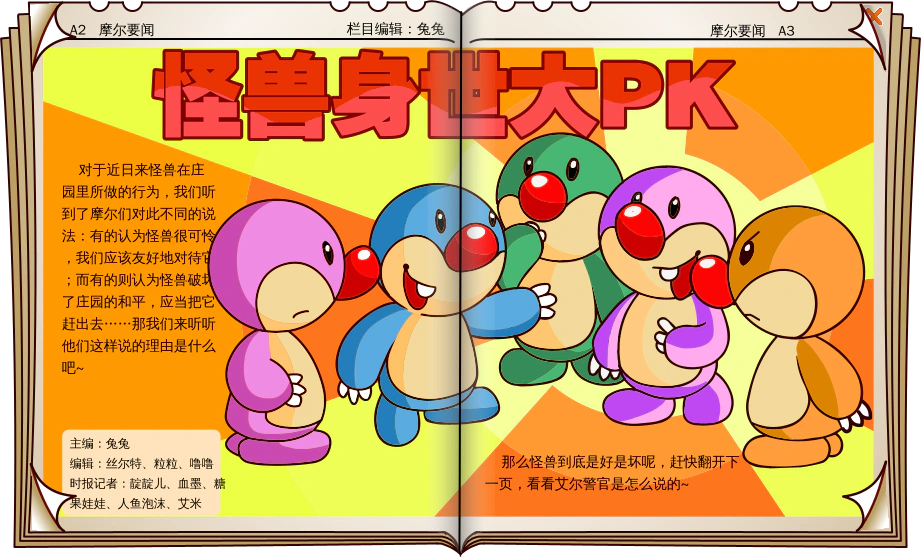 A2 摩尔要闻
栏目编辑：兔兔
摩尔要闻 A3
怪兽身世大PK
对于近日来怪兽在庄
园里所做的行为，我们听
到了摩尔们对此不同的说
法：有的认为怪兽很可怜
，我们应该友好地对待它
；而有的则认为怪兽破坏
了庄园的和平，应当把它
赶出去……那我们来听听
他们这样说的理由是什么
吧~
主编：兔兔
编辑：丝尔特、粒粒、噜噜
时报记者：靛靛儿、血墨、糖
果娃娃、人鱼泡沫、艾米
那么怪兽到底是好是坏呢，赶快翻开下
一页，看看艾尔警官是怎么说的~